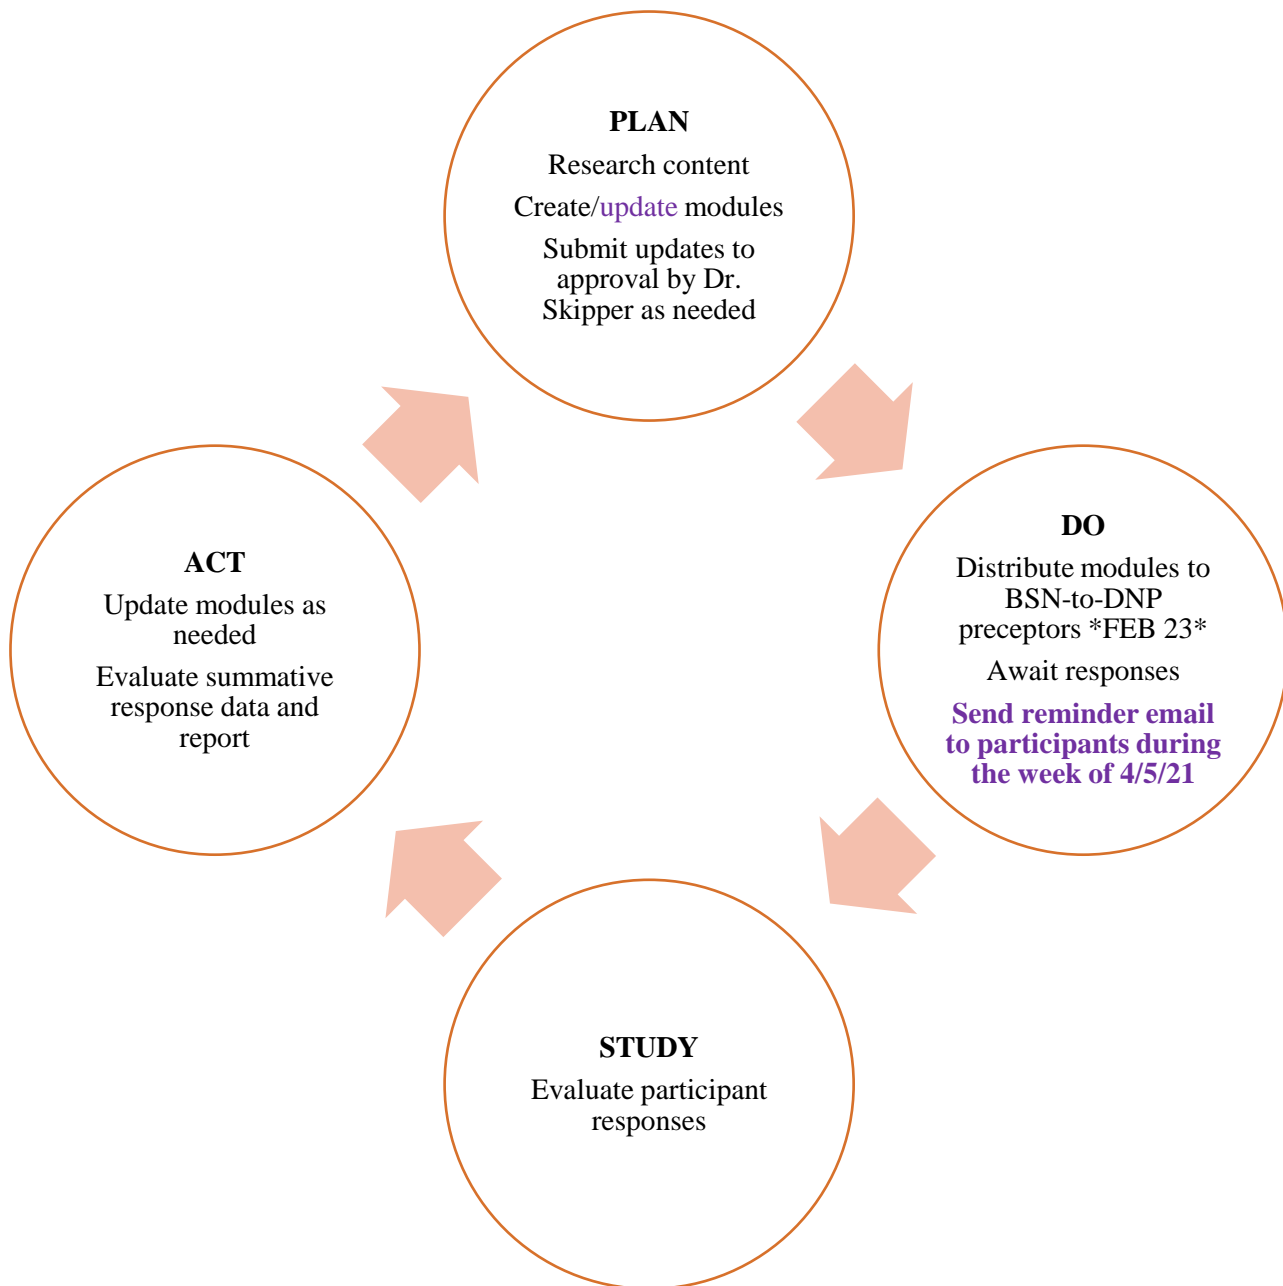 PLAN
Research content
Create/update modules
Submit updates to
approval by Dr.
Skipper as needed
DO
Distribute modules to
BSN-to-DNP
preceptors *FEB 23*
Await responses
Send reminder email
to participants during
the week of 4/5/21
STUDY
Evaluate participant
responses
ACT
Update modules as
needed
Evaluate summative
response data and
report